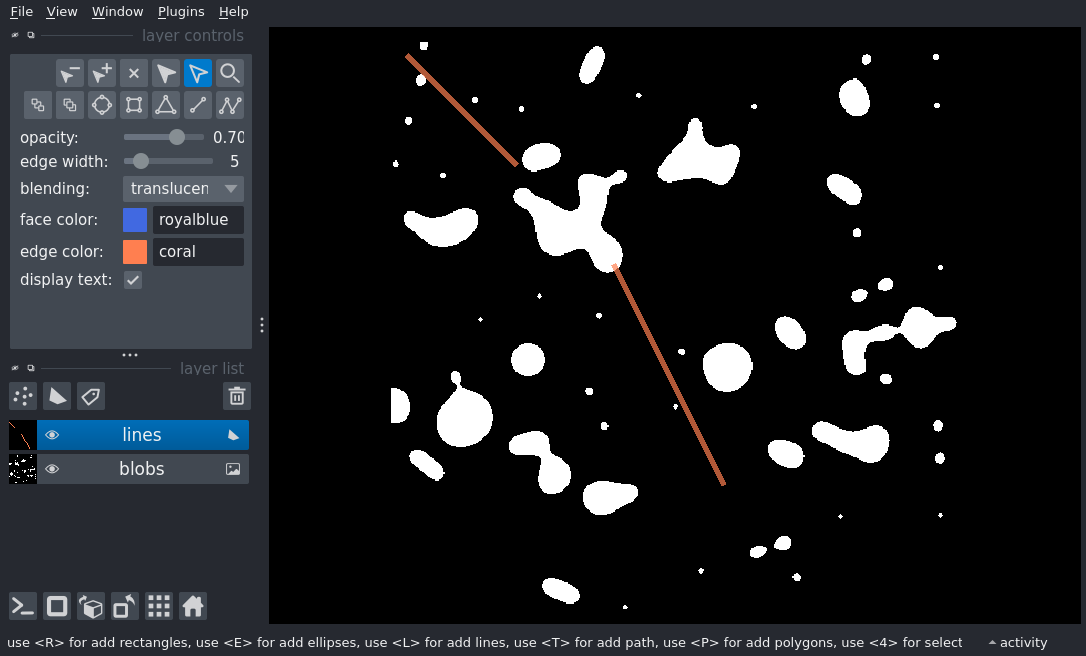 File View Window Plugins Help
layer controls
opacity: 0.70
edge width: 5
blending: translucen
face color: royalblue
edge color: coral
display text:
layer list
lines
blobs
use <R> for add rectangles, use <E> for add ellipses, use <L> for add lines, use <T> for add path, use <P> for add polygons, use <4> for select
activity